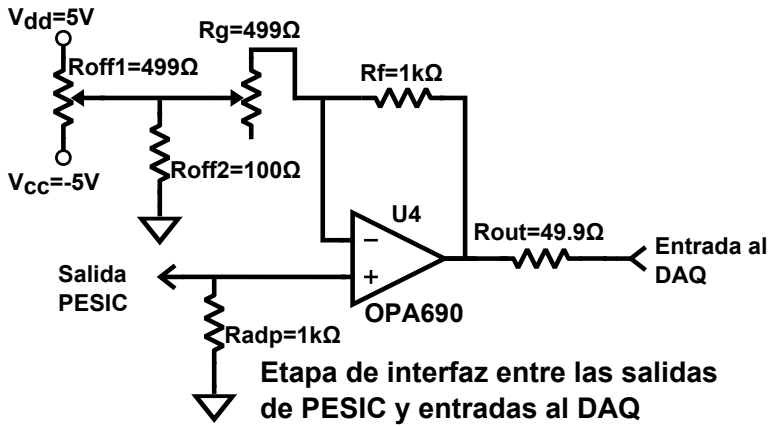 Vdd=5V
Rg=499Ω
Roff1=499Ω
Rf=1kΩ
Roff2=100Ω
Vcc=-5V
U4
Rout=49.9Ω
Entrada al
DAQ
Salida
PESIC
−
+
OPA690
Radp=1kΩ
Etapa de interfaz entre las salidas
de PESIC y entradas al DAQ